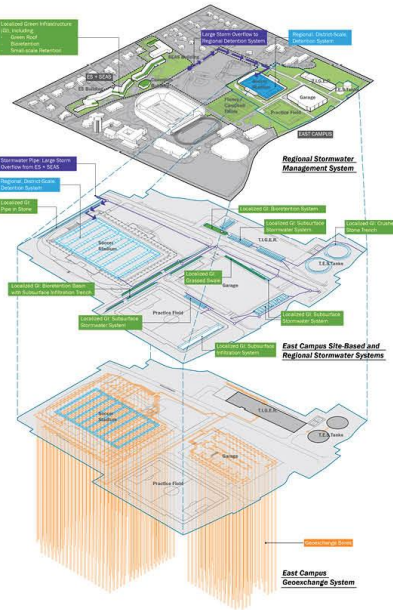 Localized Green Infrastructure
(GI), Including
- Green Roof
- Bioretention
- Small-scale Retention
Large Storm Overflow to
Regional Detention System
Regional, District-Scale
Detention System
ES + SEAS
ES Building
Soccer
Stadium
T.I.G.E.R.
Garage
Practice Field
EAST CAMPUS
Regional Stormwater
Management System
Stormwater Pipe: Large Storm
Overflow from ES + SEAS
Regional, District-Scale
Detention System
Localized GI:
Pipe in Stone
Localized GI: Bioretention System
Localized GI: Subsurface
Stormwater System
Localized GI: Crushed
Stone Trench
T.I.G.E.R.
Soccer
Stadium
T.E.S Tanks
Localized GI:
Grassed Swale
Localized GI: Bioretention Basin
with Subsurface Infiltration Trench
Garage
Practice Field
Localized GI: Subsurface
Stormwater System
Localized GI: Subsurface
Stormwater System
Localized GI: Subsurface
Infiltration System
East Campus Site-Based and
Regional Stormwater Systems
T.I.G.E.R.
Soccer
Stadium
T.E.S Tanks
Garage
Practice Field
Geoexchange Bores
East Campus
Geoexchange System